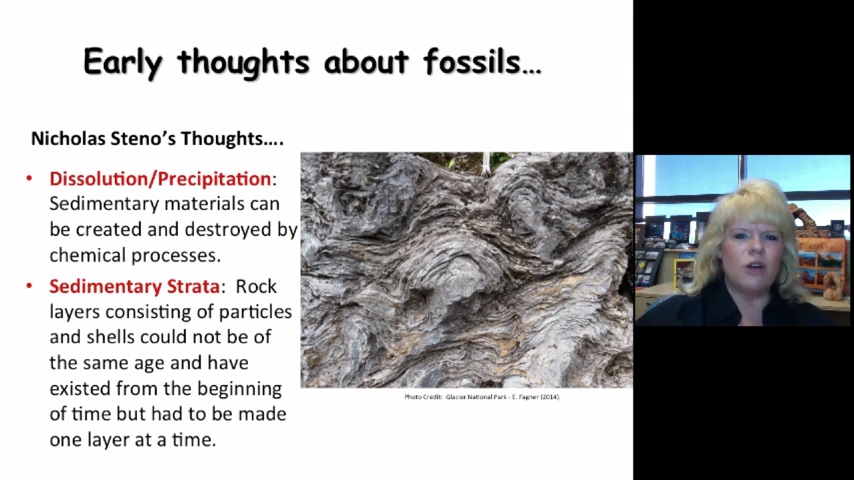 Early thoughts about fossils…
Nicholas Steno's Thoughts….
• Dissolution/Precipitation:
Sedimentary materials can
be created and destroyed by
chemical processes.
• Sedimentary Strata: Rock
layers consisting of particles
and shells could not be of
the same age and have
existed from the beginning
of time but had to be made
one layer at a time.
Photo Credit: Glacier National Park - E. Fagner (2014)